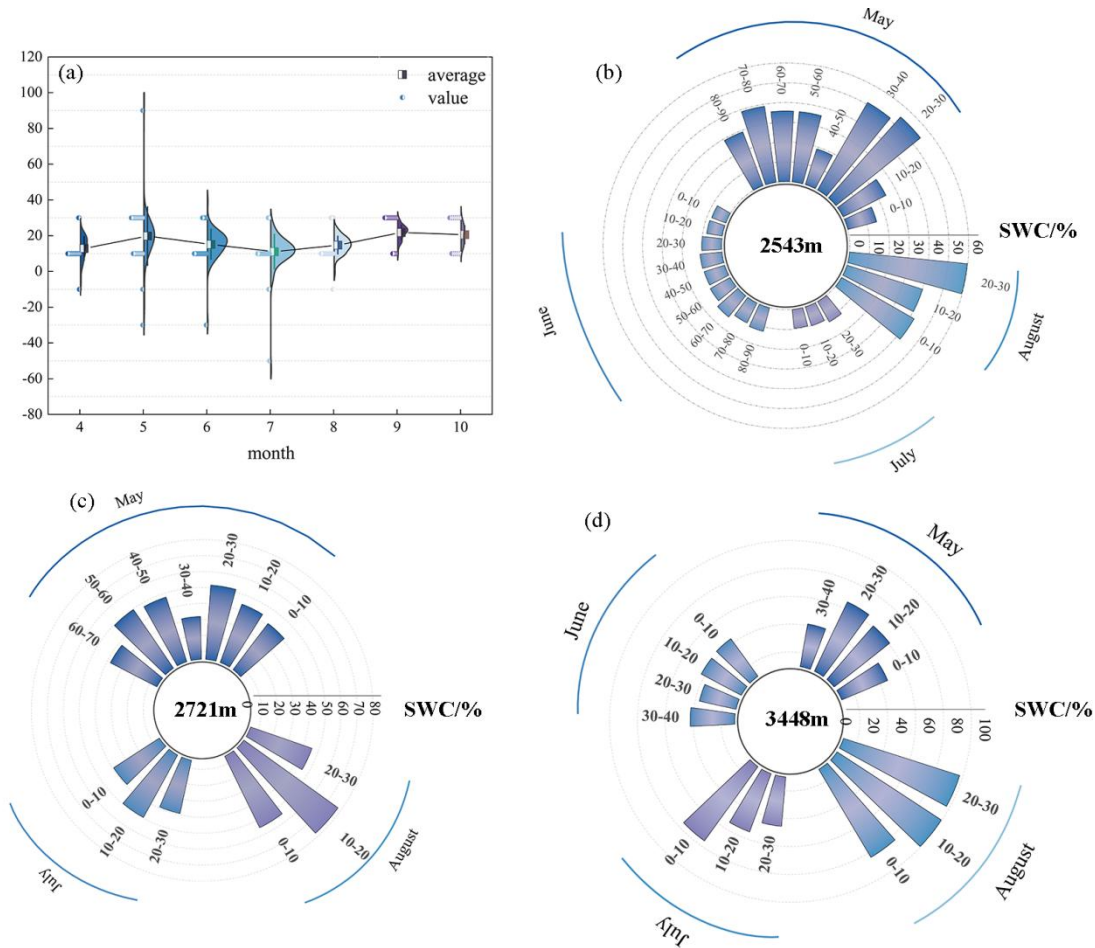 (a)
average
value
120
100
80
60
40
20
0
-20
-40
-60
-80
4 5 6 7 8 9 10
month
(b)
May
80-90
70-80
60-70
50-60
40-50
30-40
20-30
10-20
0-10
0 10 20 30 40 50 60
SWC/%
2543m
June
0-10
10-20
20-30
30-40
40-50
50-60
60-70
70-80
80-90
July
0-10
10-20
20-30
August
20-30
10-20
0-10
(c)
May
60-70
50-60
40-50
30-40
20-30
10-20
0-10
0 10 20 30 40 50 60 70 80
SWC/%
2721m
July
0-10
10-20
20-30
August
20-30
10-20
0-10
(d)
May
30-40
20-30
10-20
0-10
0 20 40 60 80 100
SWC/%
3448m
June
0-10
10-20
20-30
30-40
July
0-10
10-20
20-30
August
20-30
10-20
0-10